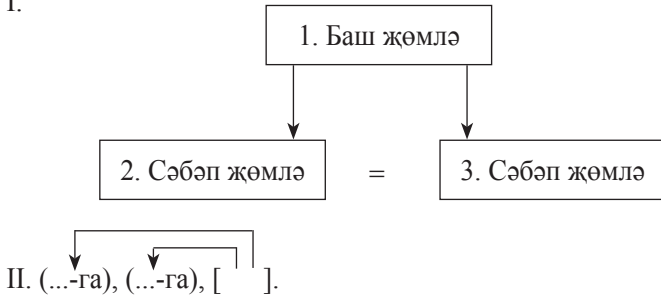 I.
1. Баш җөмлә
2. Сәбәп җөмлә = 3. Сәбәп җөмлә
II. (...-га), (...-га), [ ].